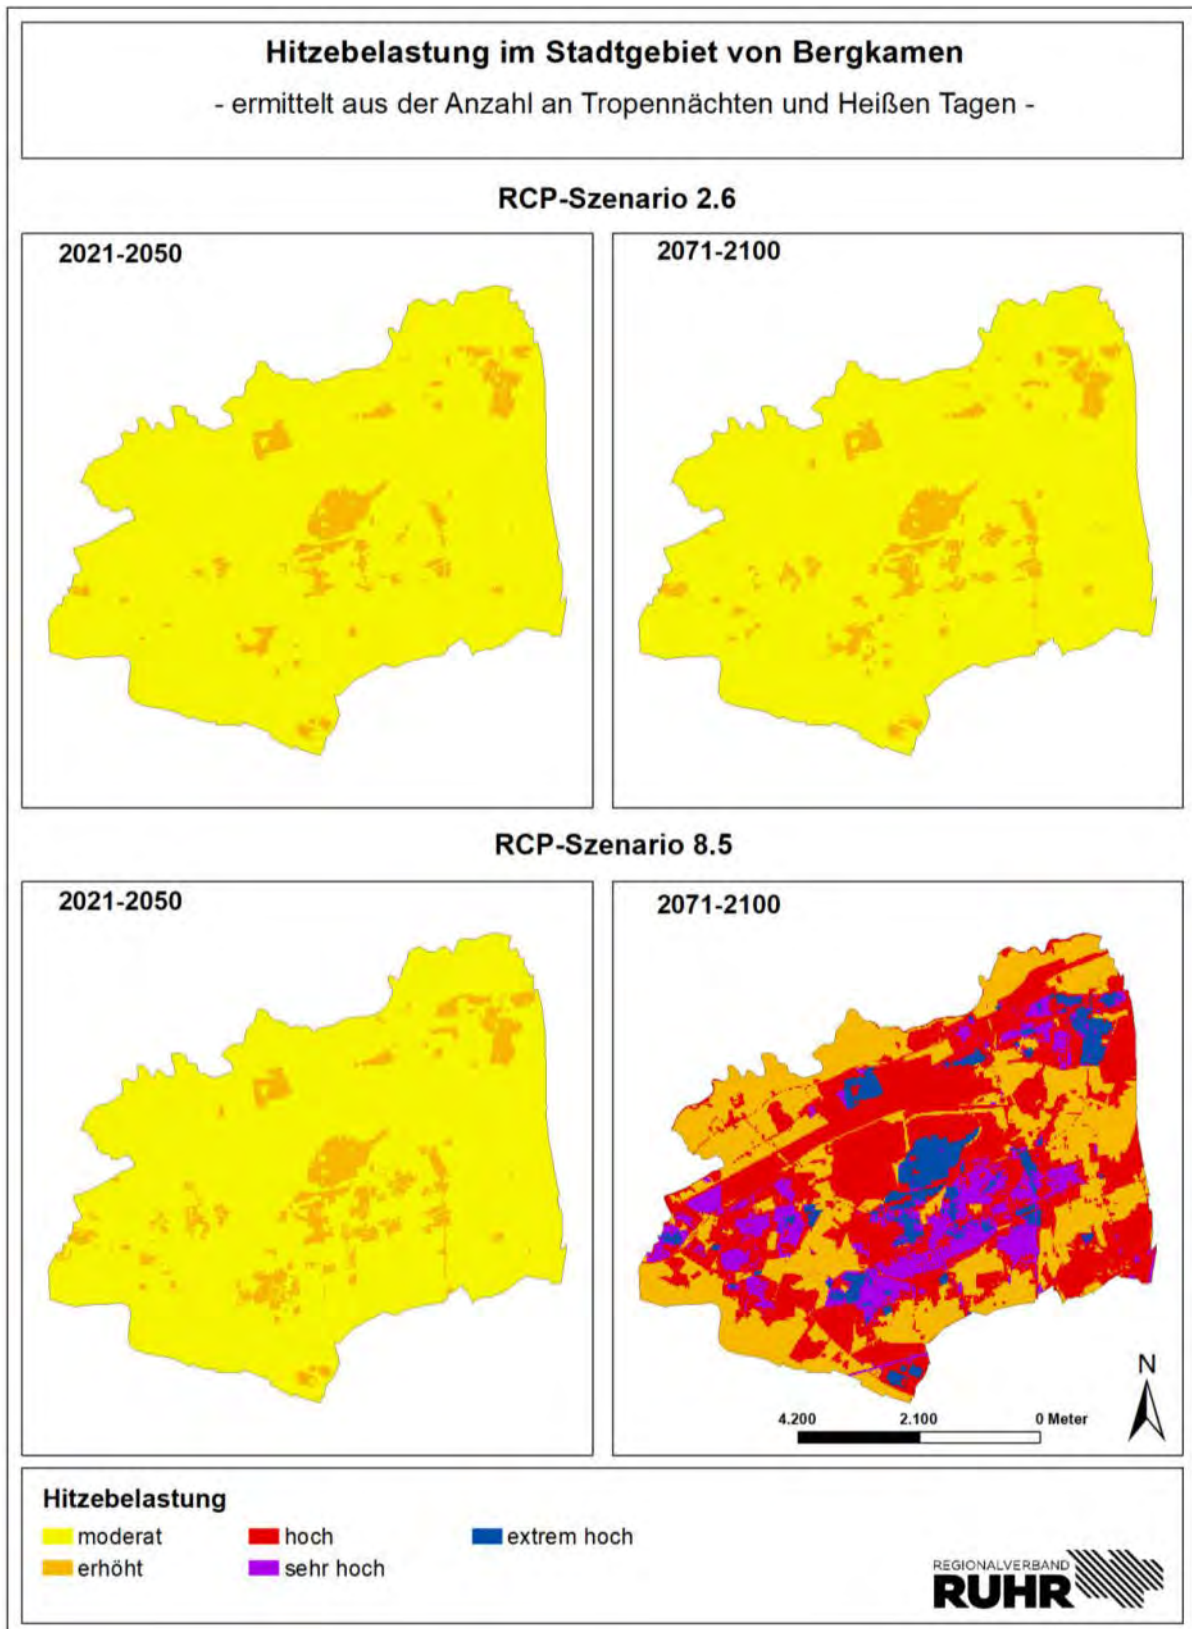 Hitzebelastung im Stadtgebiet von Bergkamen
- ermittelt aus der Anzahl an Tropennächten und Heißen Tagen -
RCP-Szenario 2.6
2021-2050
2071-2100
RCP-Szenario 8.5
2021-2050
2071-2100
N
4.200 2.100 0 Meter
Hitzebelastung
moderat hoch extrem hoch
erhöht sehr hoch
REGIONALVERBAND
RUHR